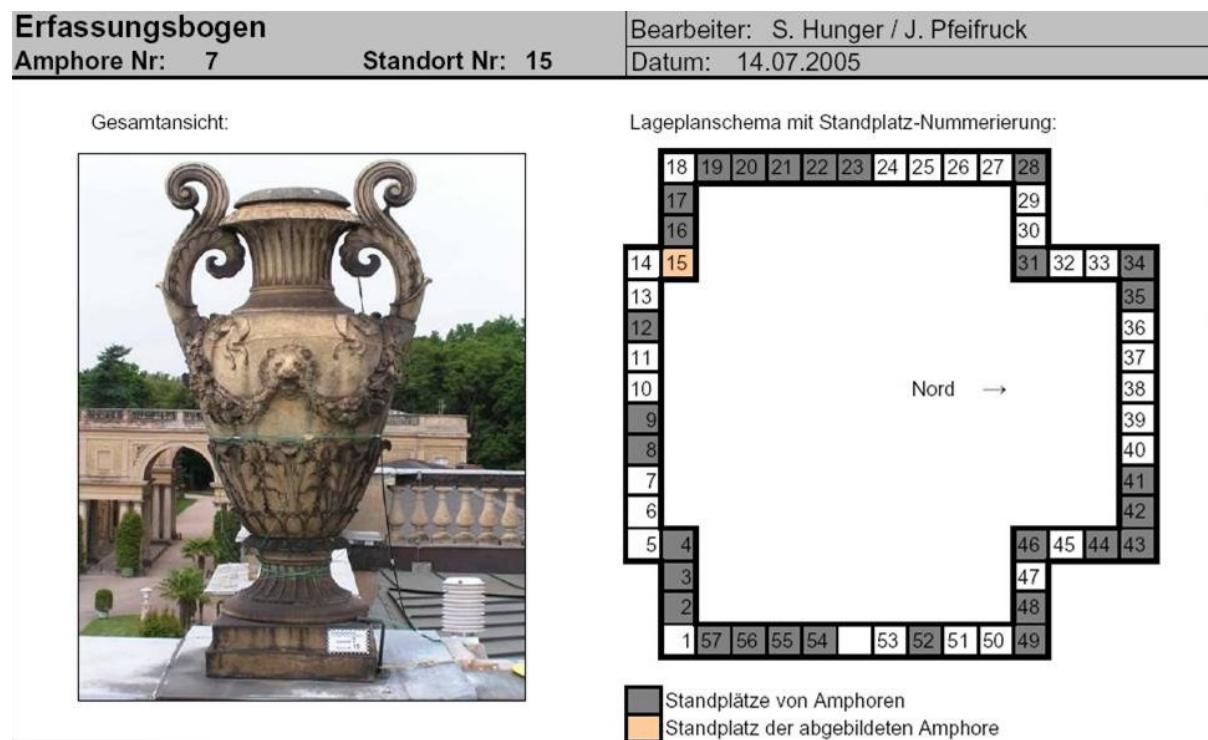 Erfassungsbogen
Amphore Nr: 7 Standort Nr: 15
Bearbeiter: S. Hunger / J. Pfeifruck
Datum: 14.07.2005
Gesamtansicht:
Lageplanschema mit Standplatz-Nummerierung:
18 19 20 21 22 23 24 25 26 27 28
17 29
16 30
14 15 31 32 33 34
13 35
12 36
11 37
10 Nord → 38
9 39
8 40
7 41
6 42
5 4 46 45 44 43
3 47
2 48
1 57 56 55 54 53 52 51 50 49
Standplätze von Amphoren
Standplatz der abgebildeten Amphore